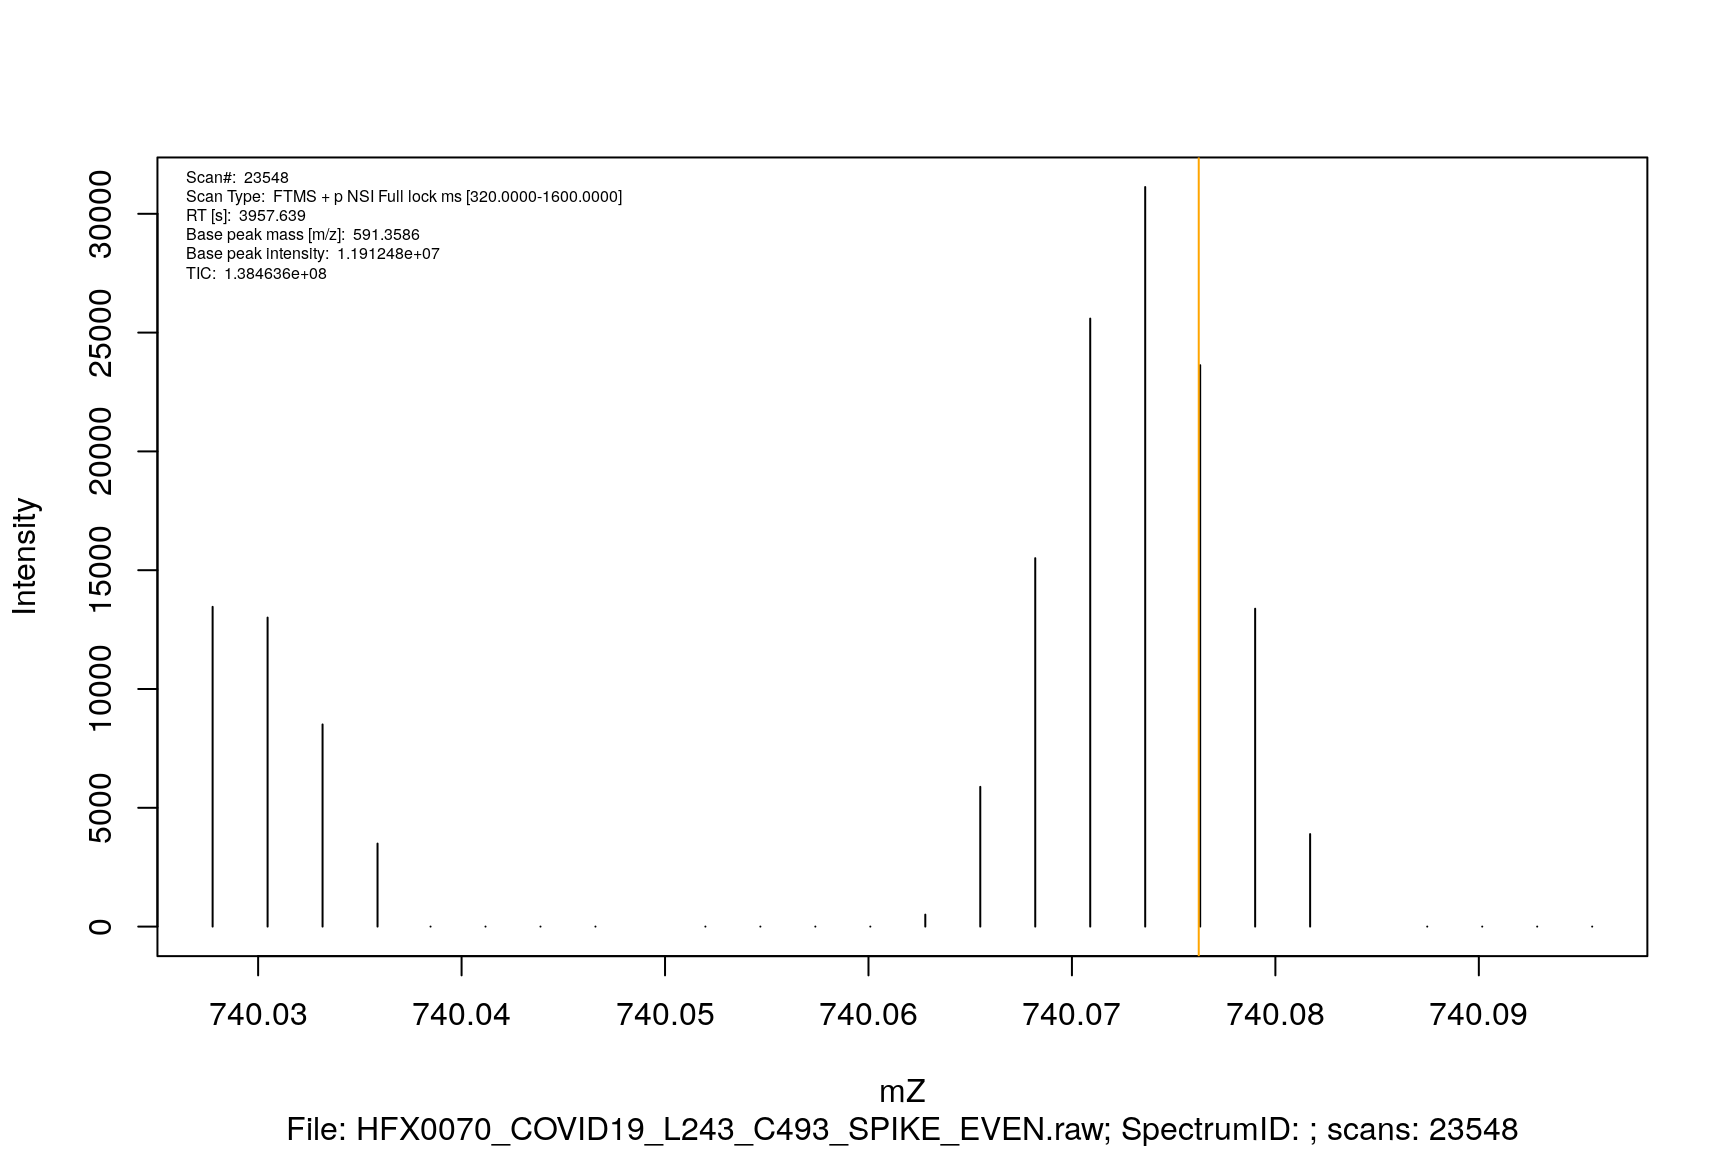 Scan#: 23548
Scan Type: FTMS + p NSI Full lock ms [320.0000-1600.0000]
RT [s]: 3957.639
Base peak mass [m/z]: 591.3586
Base peak intensity: 1.191248e+07
TIC: 1.384636e+08
30000
25000
20000
15000
10000
5000
0
Intensity
740.03 740.04 740.05 740.06 740.07 740.08 740.09
mZ
File: HFX0070_COVID19_L243_C493_SPIKE_EVEN.raw; SpectrumID: ; scans: 23548